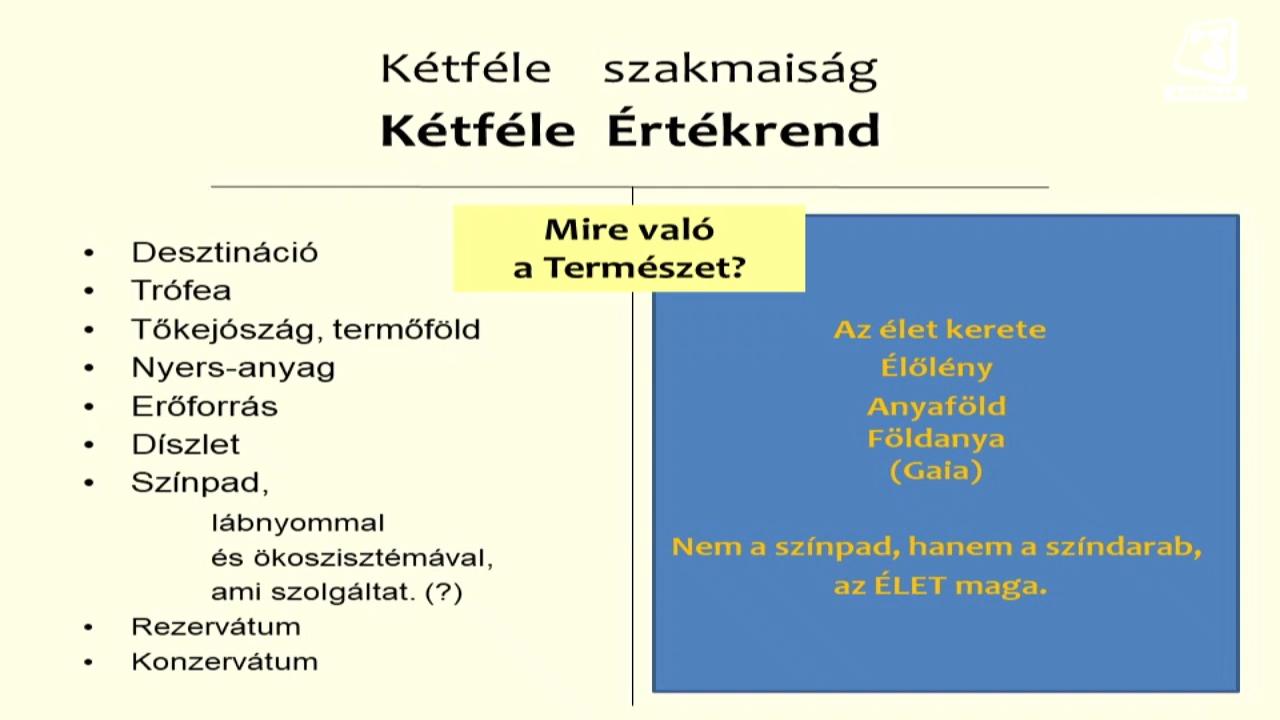 Kétféle szakmaiság
Kétféle Értékrend
Mire való
a Természet?
• Desztináció
• Trófea
• Tőkejószág, termőföld
• Nyers-anyag
• Erőforrás
• Díszlet
• Színpad,
lábnyommal
és ökoszisztémával,
ami szolgáltat. (?)
• Rezervátum
• Konzervátum
Az élet kerete
Élőlény
Anyaföld
Földanya
(Gaia)
Nem a színpad, hanem a színdarab,
az ÉLET maga.